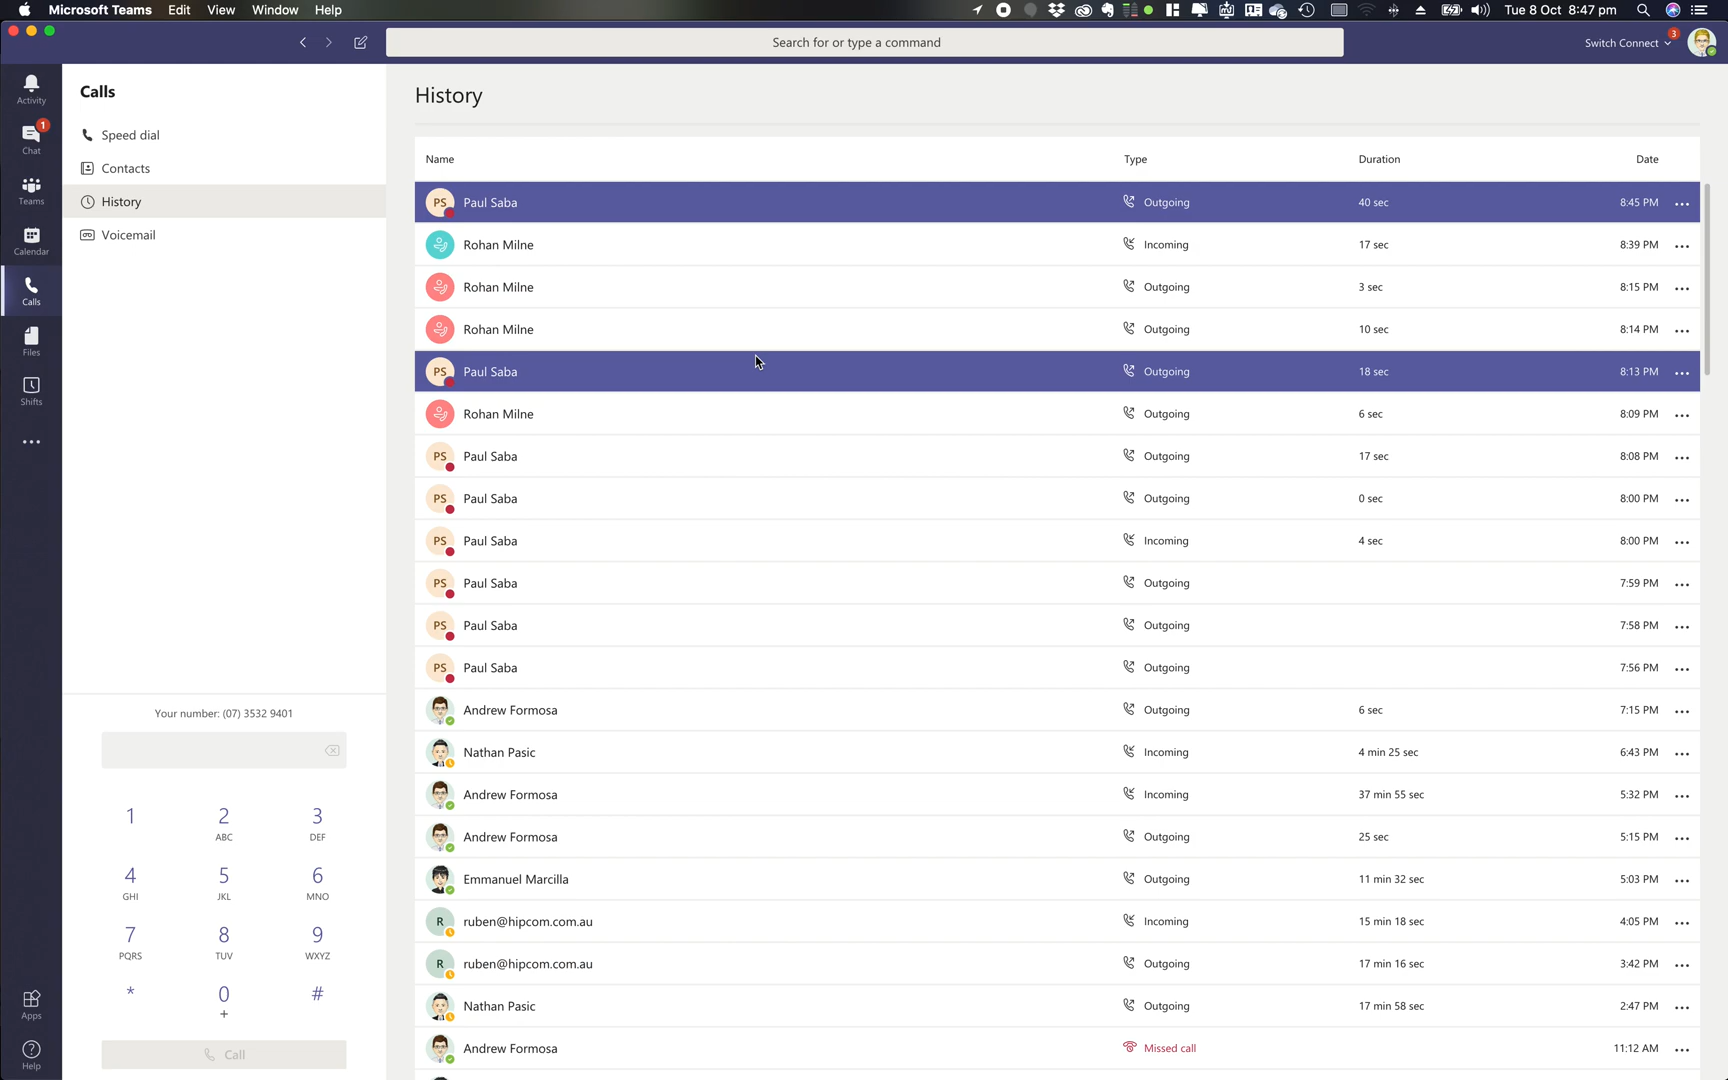 Microsoft Teams Edit View Window Help
Tue 8 Oct 8:47 pm
Search for or type a command
Switch Connect
3
Activity
Chat
1
Teams
Calendar
Calls
Files
Shifts
Apps
Help
Calls
Speed dial
Contacts
History
Voicemail
Your number: (07) 3532 9401
1 2 3
ABC DEF
4 5 6
GHI JKL MNO
7 8 9
PQRS TUV WXYZ
* 0 #
+
Call
History
Name Type Duration Date
PS Paul Saba Outgoing 40 sec 8:45 PM ...
Rohan Milne Incoming 17 sec 8:39 PM ...
Rohan Milne Outgoing 3 sec 8:15 PM ...
Rohan Milne Outgoing 10 sec 8:14 PM ...
PS Paul Saba Outgoing 18 sec 8:13 PM ...
Rohan Milne Outgoing 6 sec 8:09 PM ...
PS Paul Saba Outgoing 17 sec 8:08 PM ...
PS Paul Saba Outgoing 0 sec 8:00 PM ...
PS Paul Saba Incoming 4 sec 8:00 PM ...
PS Paul Saba Outgoing 7:59 PM ...
PS Paul Saba Outgoing 7:58 PM ...
PS Paul Saba Outgoing 7:56 PM ...
Andrew Formosa Outgoing 6 sec 7:15 PM ...
Nathan Pasic Incoming 4 min 25 sec 6:43 PM ...
Andrew Formosa Incoming 37 min 55 sec 5:32 PM ...
Andrew Formosa Outgoing 25 sec 5:15 PM ...
Emmanuel Marcilla Outgoing 11 min 32 sec 5:03 PM ...
R ruben@hipcom.com.au Incoming 15 min 18 sec 4:05 PM ...
R ruben@hipcom.com.au Outgoing 17 min 16 sec 3:42 PM ...
Nathan Pasic Outgoing 17 min 58 sec 2:47 PM ...
Andrew Formosa Missed call 11:12 AM ...